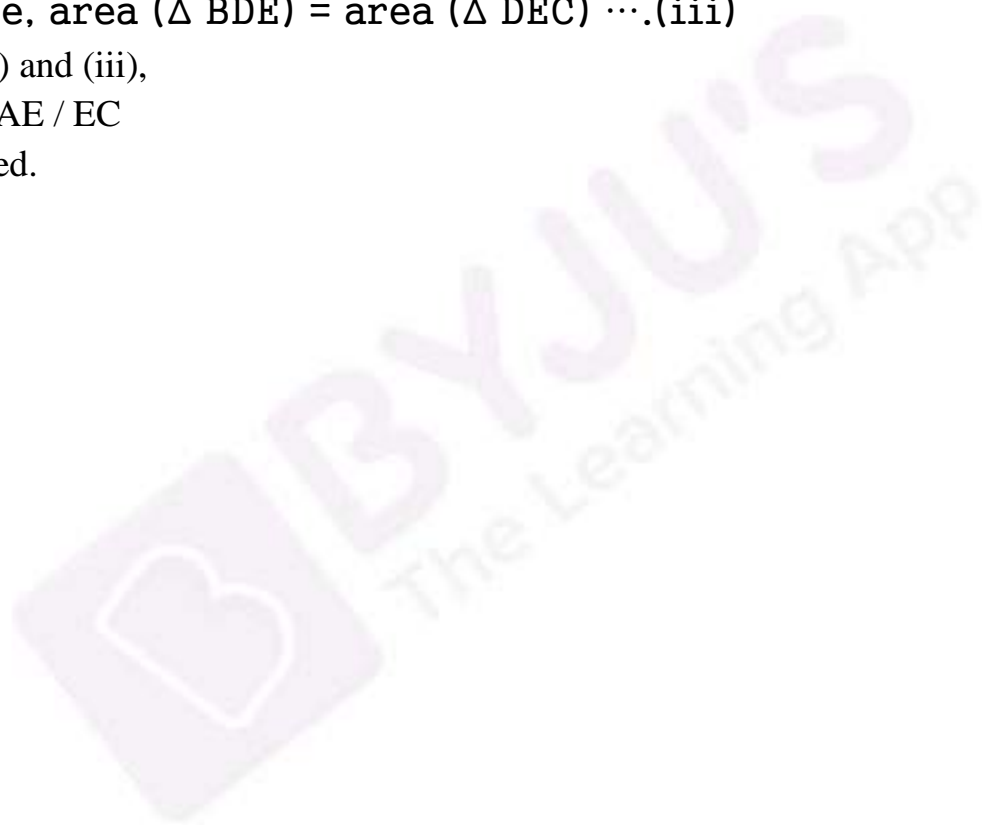 e, area (Δ BDE) = area (Δ DEC) ….(iii)
) and (iii),
AE / EC
ed.
BYJU'S
The Learning App